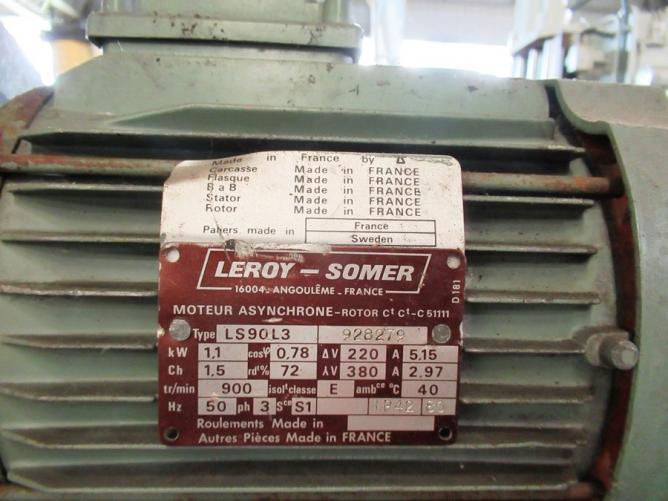 Made in France by
Carcasse Made in FRANCE
Flasque Made in FRANCE
B a B Made in FRANCE
Stator Made in FRANCE
Rotor Made in FRANCE
Paliers made in France
Sweden
LEROY - SOMER
16004 - ANGOULÊME - FRANCE
D 181
MOTEUR ASYNCHRONE - ROTOR Cᵗ Cᵗ - C 51111
Type LS90L3 928279
kW 1,1 cosφ 0,78 Δ V 220 A 5,15
Ch 1,5 rdᵗ% 72 λ V 380 A 2,97
tr/min 900 isolᵗ classe E ambᶜᵉ °C 40
Hz 50 ph 3 Sᶜᵉ S1
Roulements Made in
Autres Pièces Made in FRANCE